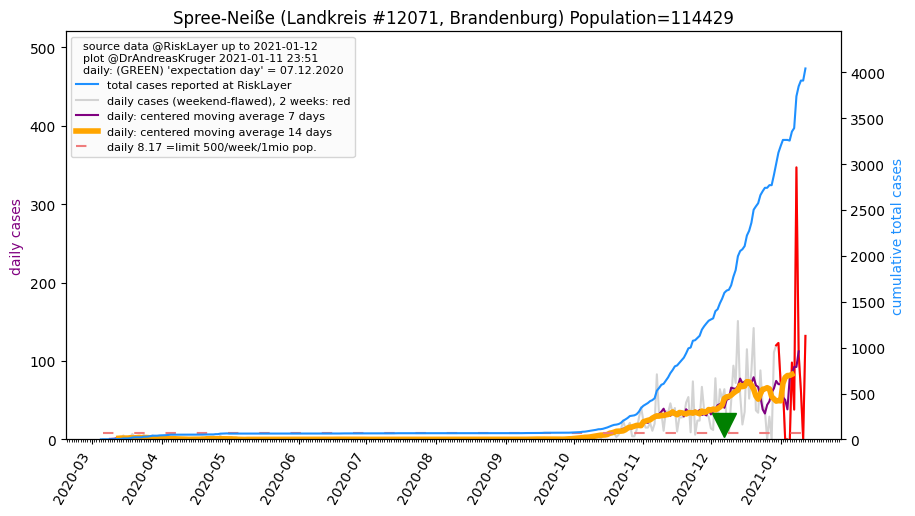 Spree-Neiße (Landkreis #12071, Brandenburg) Population=114429
source data @RiskLayer up to 2021-01-12
plot @DrAndreasKruger 2021-01-11 23:51
daily: (GREEN) 'expectation day' = 07.12.2020
total cases reported at RiskLayer
daily cases (weekend-flawed), 2 weeks: red
daily: centered moving average 7 days
daily: centered moving average 14 days
daily 8.17 =limit 500/week/1mio pop.
daily cases
500
400
300
200
100
0
cumulative total cases
4000
3500
3000
2500
2000
1500
1000
500
0
2020-03
2020-04
2020-05
2020-06
2020-07
2020-08
2020-09
2020-10
2020-11
2020-12
2021-01